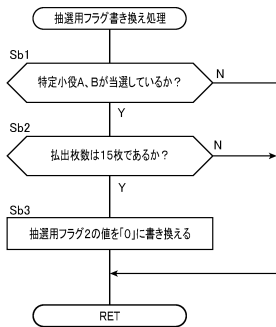 抽選用フラグ書き換え処理
Sb1
特定小役A、Bが当選しているか?
N
Y
Sb2
払出枚数は15枚であるか?
N
Y
Sb3
抽選用フラグ2の値を「0」に書き換える
RET